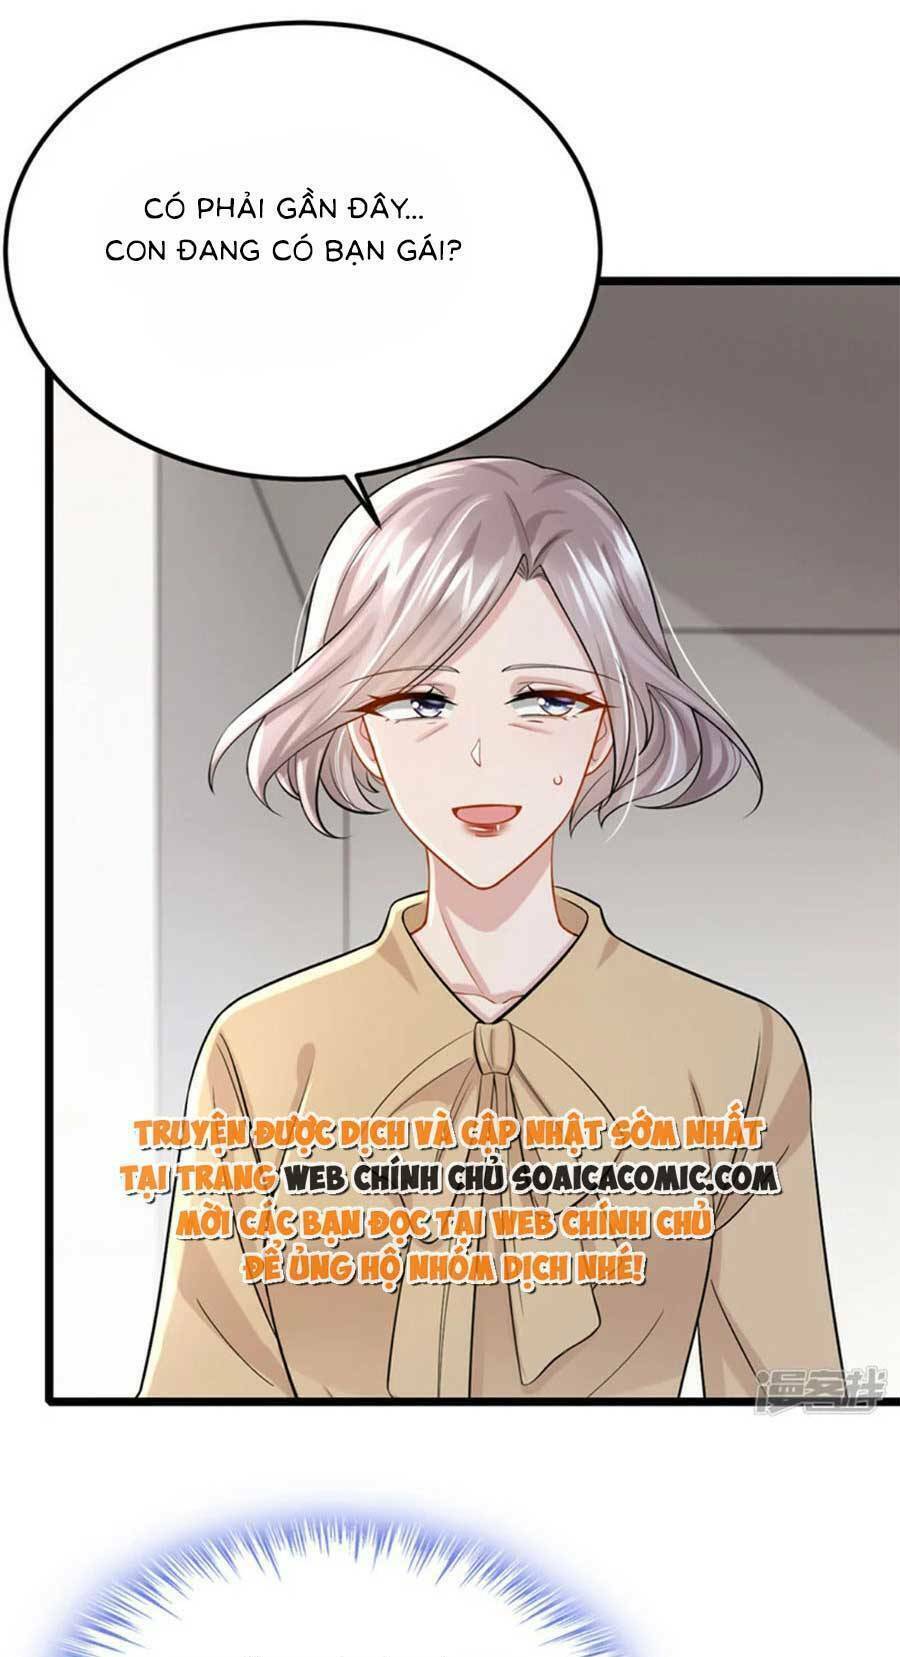 CÓ PHẢI GẦN ĐÂY...
CON ĐANG CÓ BẠN GÁI?
TRUYỆN ĐƯỢC DỊCH VÀ CẬP NHẬT SỚM NHẤT
TẠI TRANG WEB CHÍNH CHỦ SOAICACOMIC.COM
MỜI CÁC BẠN ĐỌC TẠI WEB CHÍNH CHỦ
ĐỂ ỦNG HỘ NHÓM DỊCH NHÉ!
漫客栈